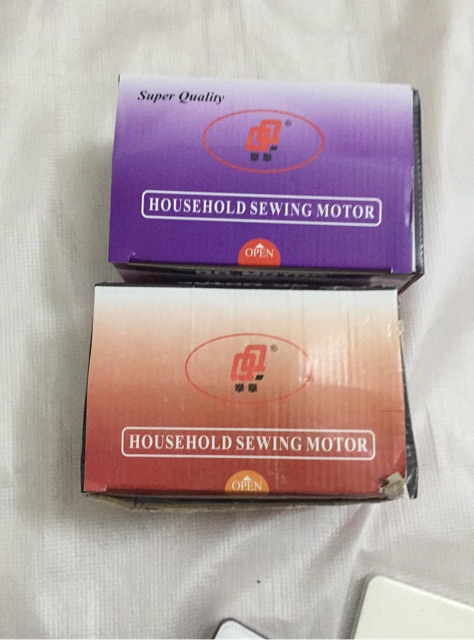 Super Quality
®
HOUSEHOLD SEWING MOTOR
OPEN
®
HOUSEHOLD SEWING MOTOR
OPEN